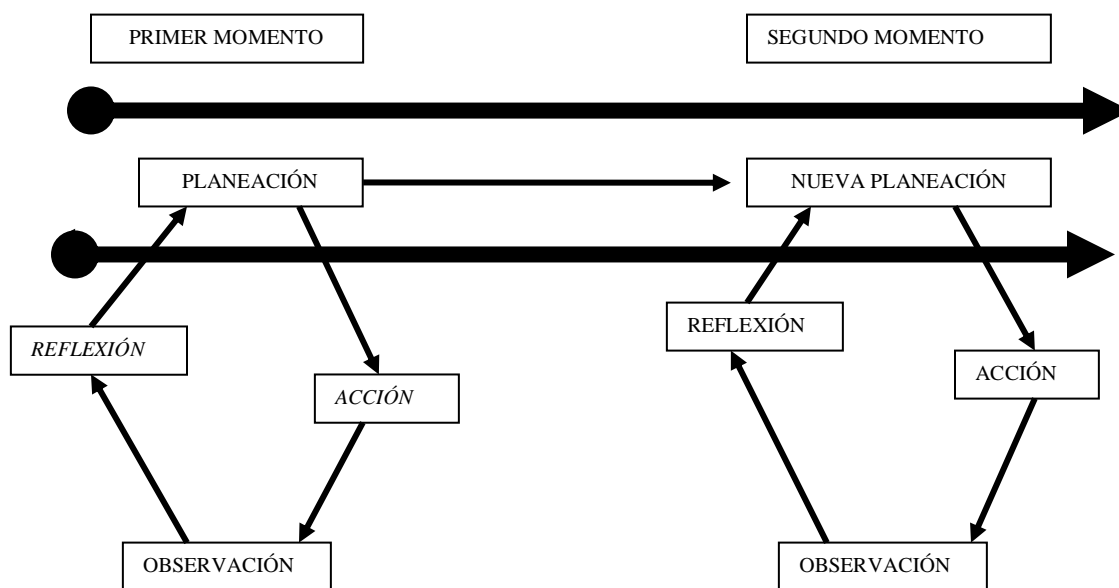 PRIMER MOMENTO
SEGUNDO MOMENTO
PLANEACIÓN
NUEVA PLANEACIÓN
REFLEXIÓN
REFLEXIÓN
ACCIÓN
ACCIÓN
OBSERVACIÓN
OBSERVACIÓN